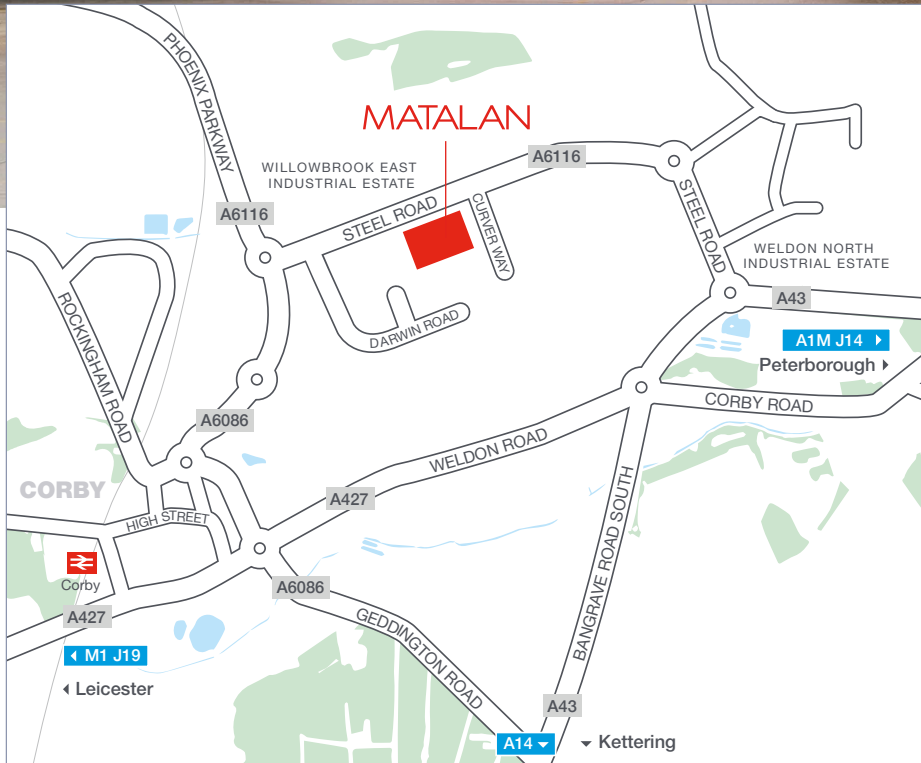 PHOENIX PARKWAY
MATALAN
WILLOWBROOK EAST
INDUSTRIAL ESTATE
A6116
A6116
STEEL ROAD
CURVER WAY
STEEL ROAD
WELDON NORTH
INDUSTRIAL ESTATE
A43
A1M J14
Peterborough
ROCKINGHAM ROAD
DARWIN ROAD
CORBY ROAD
A6086
WELDON ROAD
CORBY
A427
HIGH STREET
BANGRAVE ROAD SOUTH
Corby
A6086
A427
GEDDINGTON ROAD
M1 J19
Leicester
A43
A14
Kettering